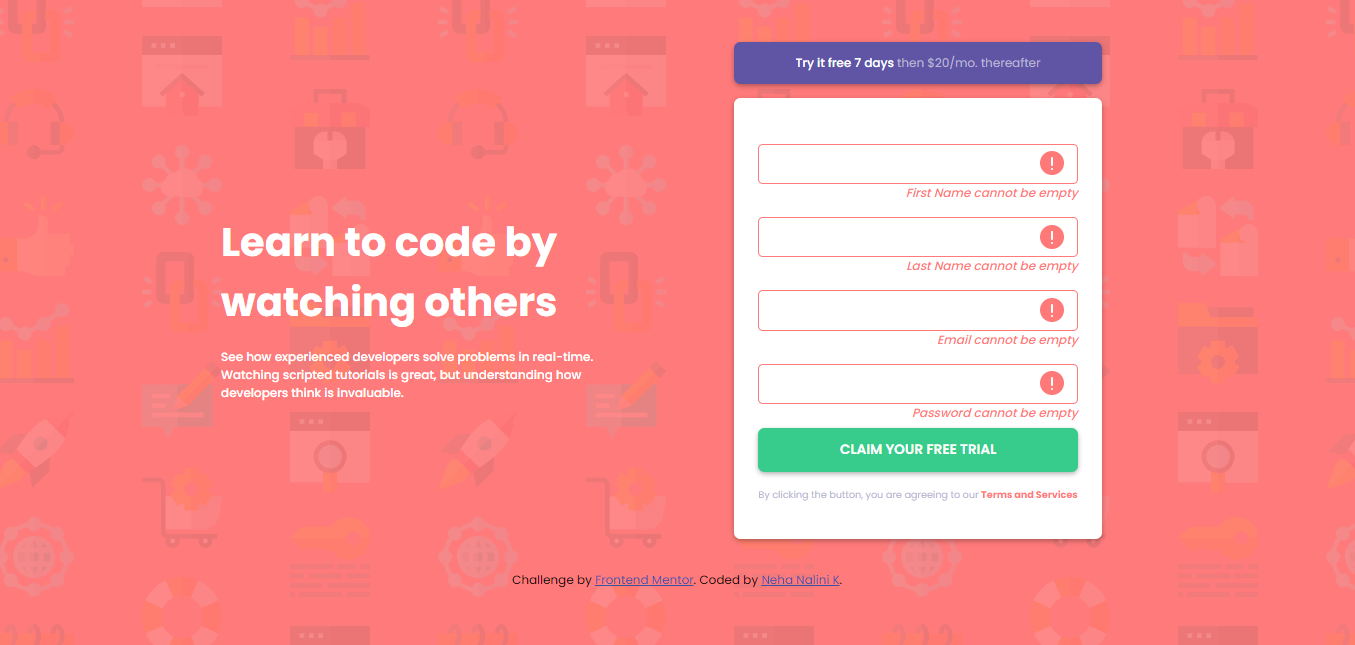 Learn to code by
watching others
See how experienced developers solve problems in real-time.
Watching scripted tutorials is great, but understanding how
developers think is invaluable.
Try it free 7 days then $20/mo. thereafter
First Name cannot be empty
Last Name cannot be empty
Email cannot be empty
Password cannot be empty
CLAIM YOUR FREE TRIAL
By clicking the button, you are agreeing to our Terms and Services
Challenge by Frontend Mentor. Coded by Neha Nalini K.